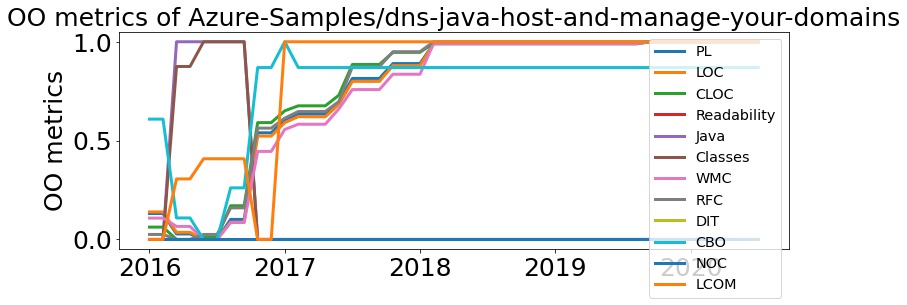 OO metrics of Azure-Samples/dns-java-host-and-manage-your-domains
OO metrics
1.0
0.5
0.0
2016
2017
2018
2019
2020
PL
LOC
CLOC
Readability
Java
Classes
WMC
RFC
DIT
CBO
NOC
LCOM